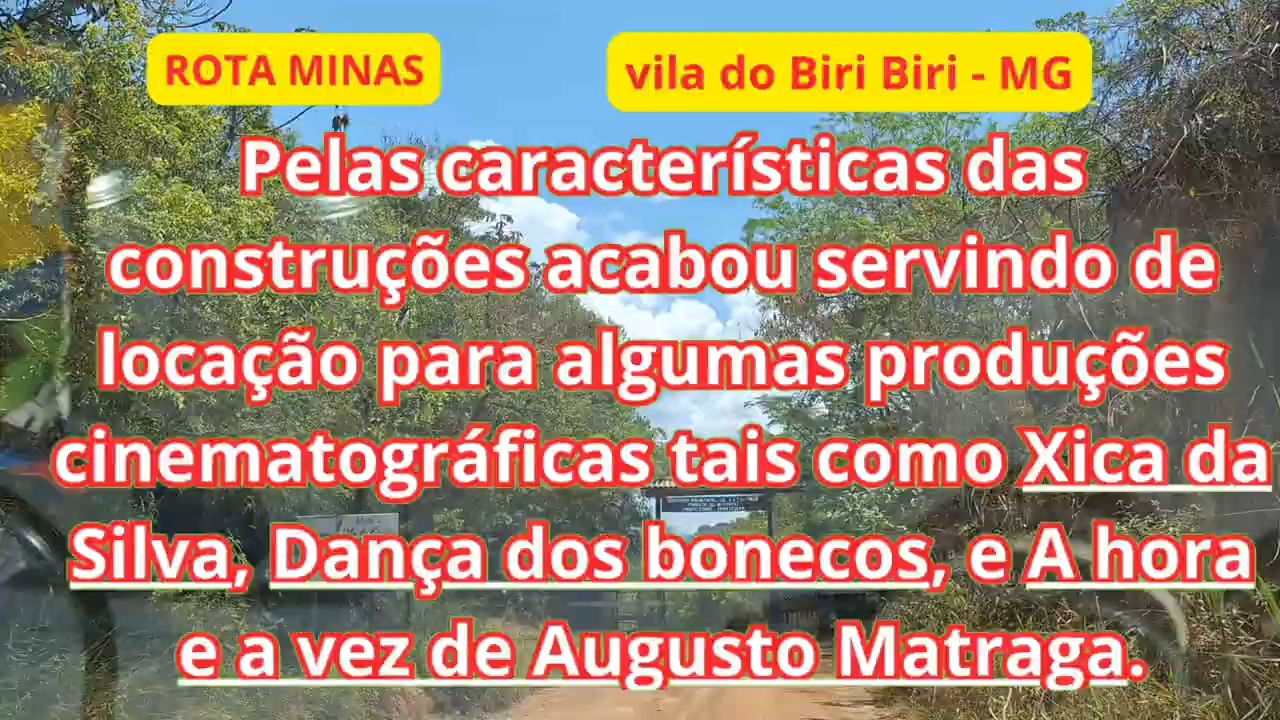 ROTA MINAS
vila do Biri Biri - MG
Pelas características das
construções acabou servindo de
locação para algumas produções
cinematográficas tais como Xica da
Silva, Dança dos bonecos, e A hora
e a vez de Augusto Matraga.